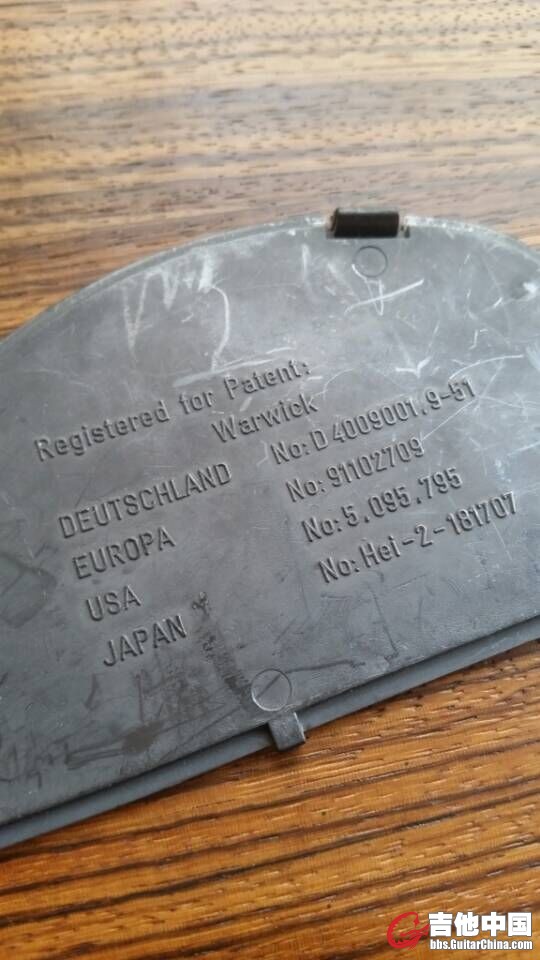 Registered for Patent:
Warwick
DEUTSCHLAND No: D 4009001.9-51
EUROPA No: 91102709
USA No: 5.095.795
JAPAN No: Hei-2-181707
吉他中国
bbs.GuitarChina.com